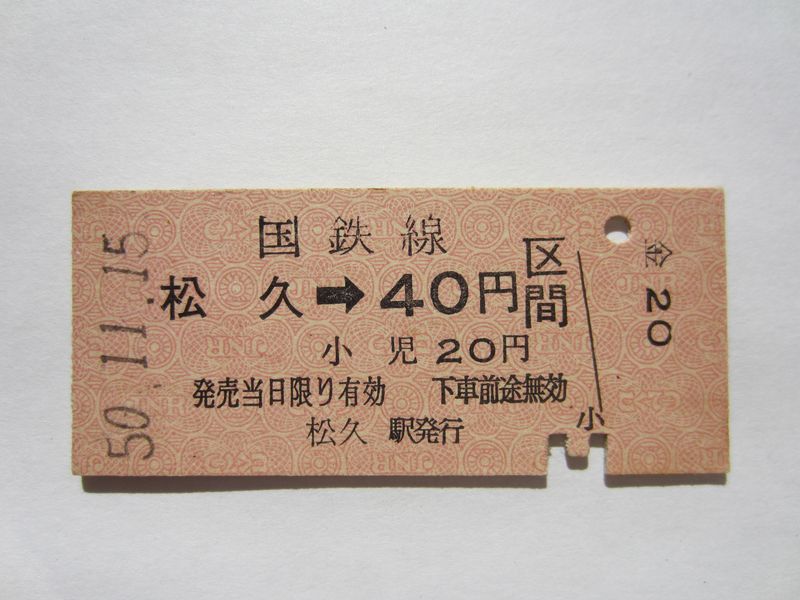 50.11.15
国鉄線
松久➡40円区間
小児20円
発売当日限り有効 下車前途無効
松久 駅発行
小
金 20